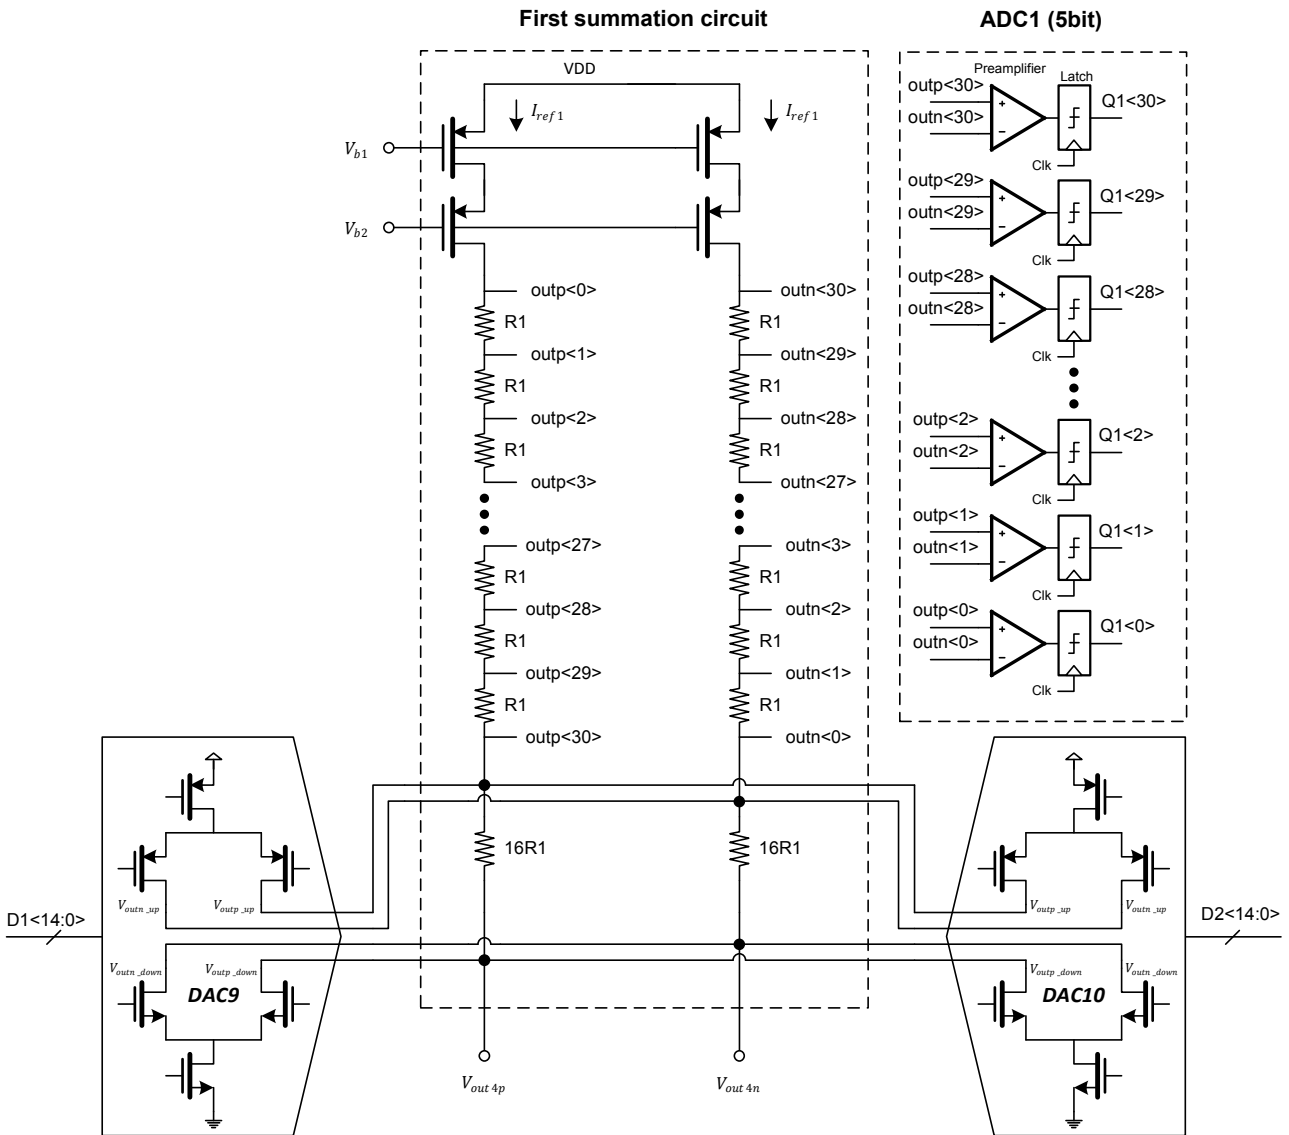 First summation circuit
ADC1 (5bit)
VDD
I_ref1
I_ref1
V_b1
V_b2
outp<0>
R1
outp<1>
R1
outp<2>
R1
outp<3>
outp<27>
R1
outp<28>
R1
outp<29>
R1
outp<30>
16R1
outn<30>
R1
outn<29>
R1
outn<28>
R1
outn<27>
outn<3>
R1
outn<2>
R1
outn<1>
R1
outn<0>
16R1
Preamplifier
Latch
outp<30>
outn<30>
+
−
Q1<30>
Clk
outp<29>
outn<29>
+
−
Q1<29>
Clk
outp<28>
outn<28>
+
−
Q1<28>
Clk
outp<2>
outn<2>
+
−
Q1<2>
Clk
outp<1>
outn<1>
+
−
Q1<1>
Clk
outp<0>
outn<0>
+
−
Q1<0>
Clk
D1<14:0>
V_outn_up
V_outp_up
V_outn_down
V_outp_down
DAC9
V_outp_up
V_outn_up
V_outp_down
V_outn_down
DAC10
D2<14:0>
V_out 4p
V_out 4n